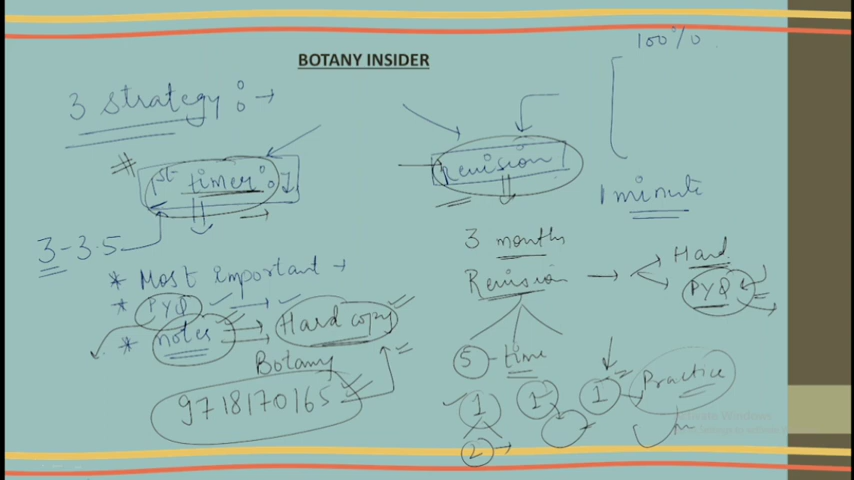 BOTANY INSIDER
100%
3 strategy : →
1st timer :
Revision
1 minute
3-3.5
3 months
* Most important →
Revision → Hard
PYQ
* PYQ
* notes → Hard copy
Botany
9718170165
5-time
1 1 1 Practice
2 →